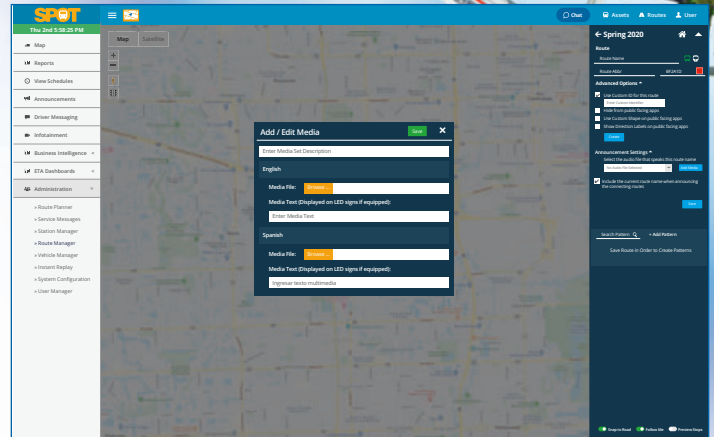 SPOT
Thu 2nd 5:58:25 PM
Chat
Assets
Routes
User
Map
Reports
View Schedules
Announcements
Driver Messaging
Infotainment
Business Intelligence
ETA Dashboards
Administration
» Route Planner
» Service Messages
» Station Manager
» Route Manager
» Vehicle Manager
» Instant Replay
» System Configuration
» User Manager
Map Satellite
Add / Edit Media
Save
X
Enter Media Set Description
English
Media File: Browse...
Media Text (Displayed on LED signs if equipped):
Enter Media Text
Spanish
Media File: Browse...
Media Text (Displayed on LED signs if equipped):
Ingresar testo multimedia
Spring 2020
Route
Route Name
Route Abbr
BF2A1D
Advanced Options
Use Custom ID for this route
Enter Custom Identifier
Hide from public facing apps
Use Custom Shape on public facing apps
Show Direction Labels on public facing apps
Create
Announcement Settings
Select the audio file that speaks this route name
No Audio File Selected
Add Media
Include the current route name when announcing
the connecting routes
Save
Search Pattern
+ Add Pattern
Save Route in Order to Create Patterns
Snap to Road
Follow Me
Preview Stops